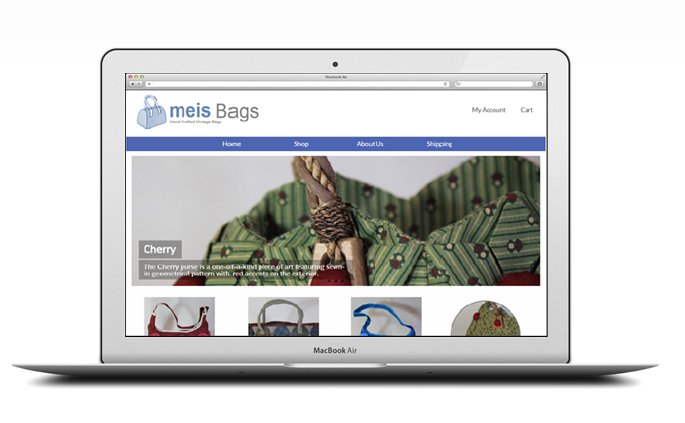 Macbook Air
meis Bags
Hand Crafted Vintage Bags
My Account Cart
Home Shop About Us Shipping
Cherry
The Cherry purse is a one-of-a-kind piece of art featuring sewn-
in geometrical pattern with red accents on the exterior.
MacBook Air